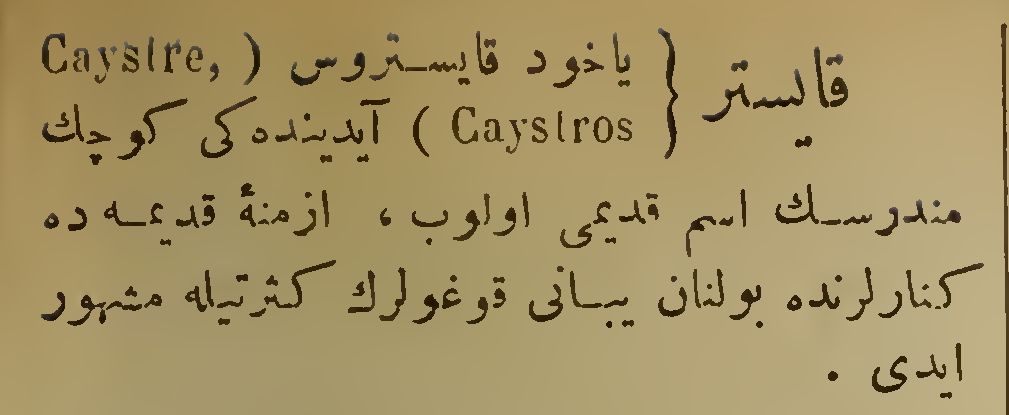 قایستر { یاخود قایستروس ( Caystre,
Caystros ) آیدینده کی کوچك
مندرسك اسم قدیمی اولوب ، ازمنهٔ قدیمه ده
کنارلرنده بولنان یبانی قوغولرك کثرتیله مشهور
ایدی .